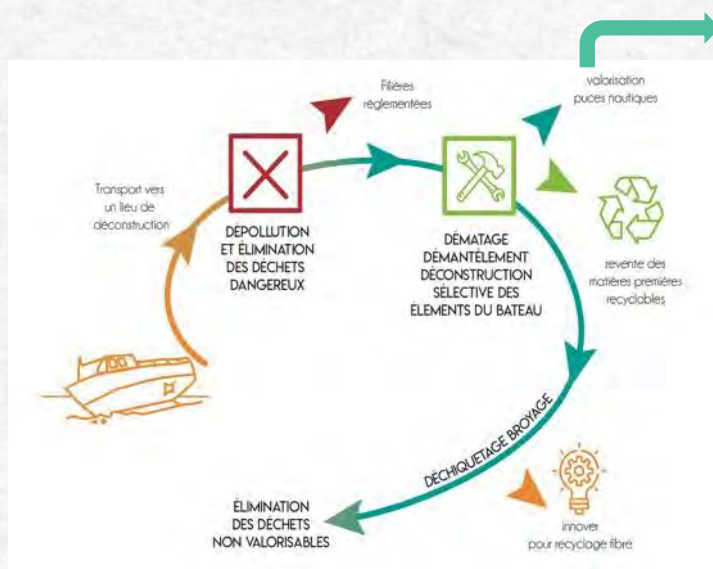 Filières
réglementées
valorisation
puces nautiques
Transport vers
un lieu de
déconstruction
DÉPOLLUTION
ET ÉLIMINATION
DES DÉCHETS
DANGEREUX
DÉMATAGE
DÉMANTÈLEMENT
DÉCONSTRUCTION
SÉLECTIVE DES
ÉLEMENTS DU BATEAU
revente des
matières premières
recyclables
DÉCHIQUETAGE BROYAGE
ÉLIMINATION
DES DÉCHETS
NON VALORISABLES
innover
pour recyclage fibre